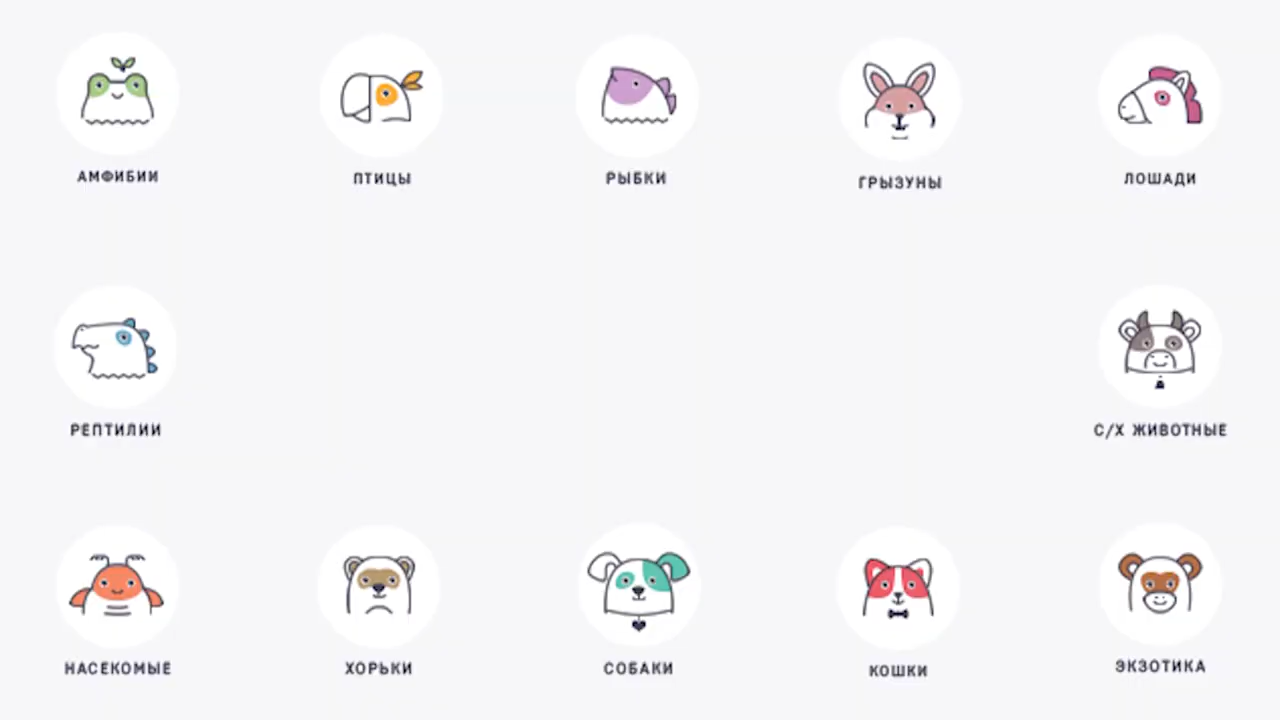 АМФИБИИ
ПТИЦЫ
РЫБКИ
ГРЫЗУНЫ
ЛОШАДИ
РЕПТИЛИИ
С/Х ЖИВОТНЫЕ
НАСЕКОМЫЕ
ХОРЬКИ
СОБАКИ
КОШКИ
ЭКЗОТИКА